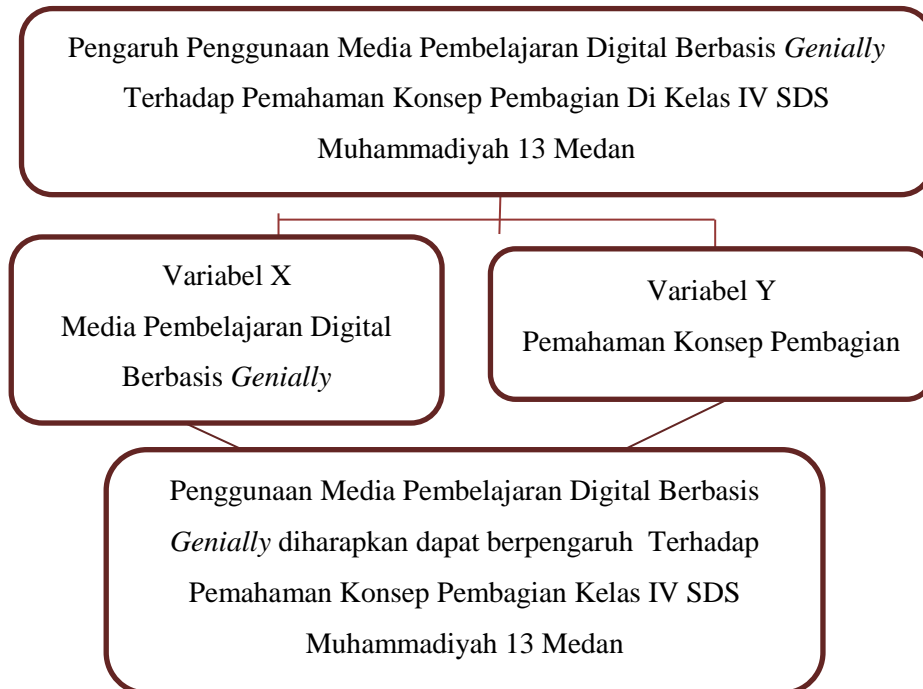 Pengaruh Penggunaan Media Pembelajaran Digital Berbasis Genially
Terhadap Pemahaman Konsep Pembagian Di Kelas IV SDS
Muhammadiyah 13 Medan
Variabel X
Media Pembelajaran Digital
Berbasis Genially
Variabel Y
Pemahaman Konsep Pembagian
Penggunaan Media Pembelajaran Digital Berbasis
Genially diharapkan dapat berpengaruh Terhadap
Pemahaman Konsep Pembagian Kelas IV SDS
Muhammadiyah 13 Medan